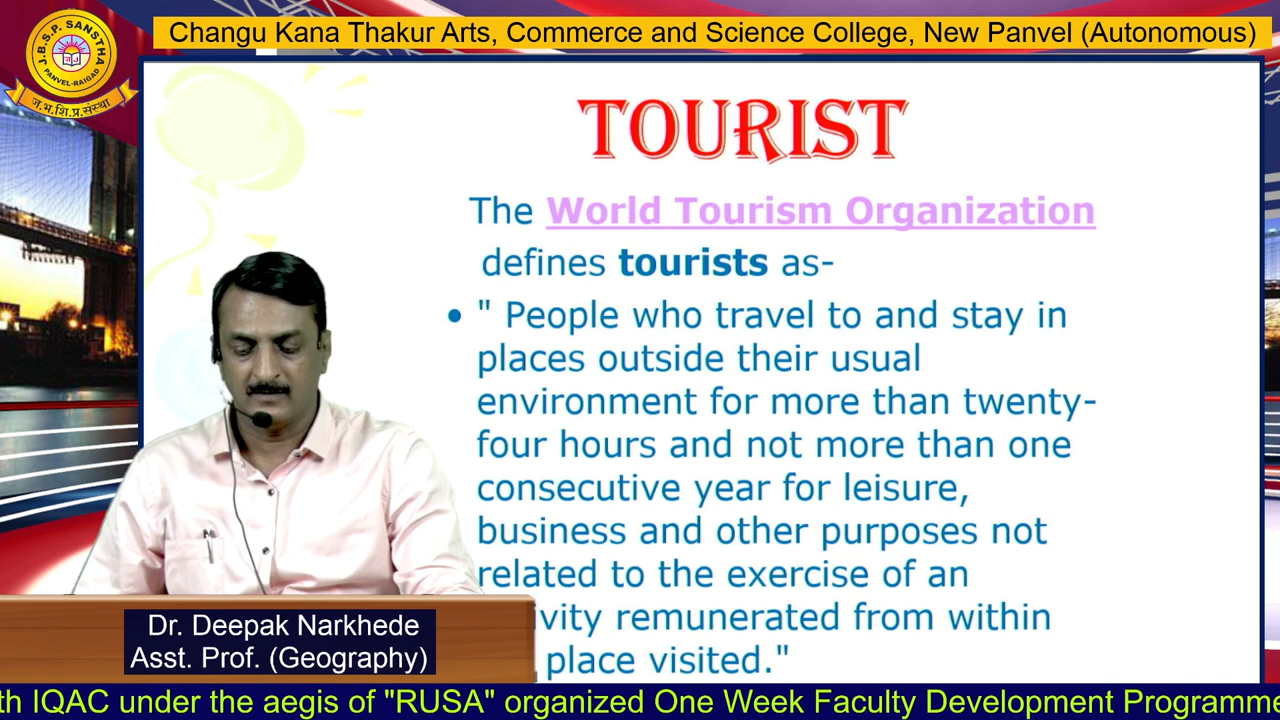 Changu Kana Thakur Arts, Commerce and Science College, New Panvel (Autonomous)
J.B.S.P. SANSTHA
PANVEL-RAIGAD
ज.भ.शि.प्र.संस्था
TOURIST
The World Tourism Organization
defines tourists as-
• " People who travel to and stay in
places outside their usual
environment for more than twenty-
four hours and not more than one
consecutive year for leisure,
business and other purposes not
related to the exercise of an
ivity remunerated from within
place visited."
Dr. Deepak Narkhede
Asst. Prof. (Geography)
th IQAC under the aegis of "RUSA" organized One Week Faculty Development Programme